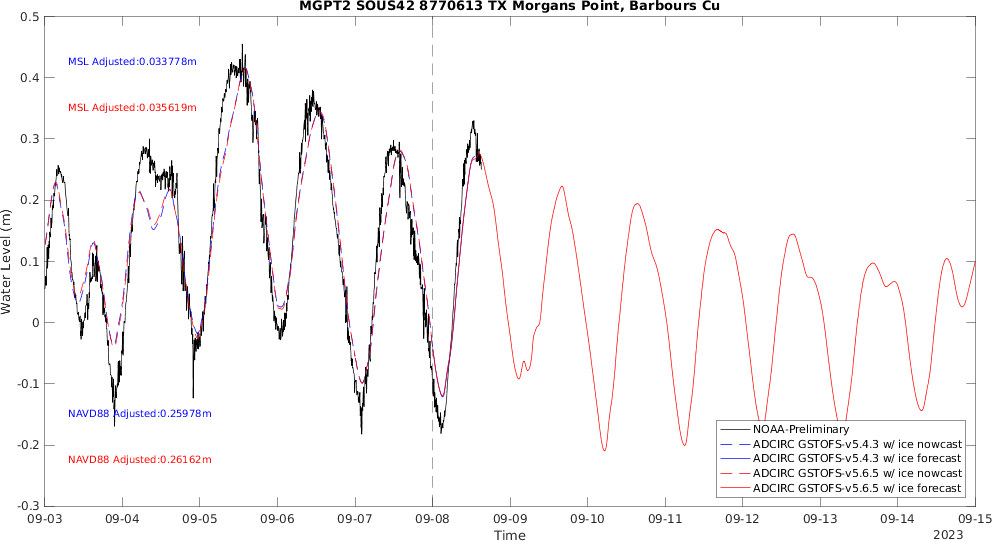 MGPT2 SOUS42 8770613 TX Morgans Point, Barbours Cu
0.5
0.4
0.3
0.2
0.1
0
-0.1
-0.2
-0.3
Water Level (m)
MSL Adjusted:0.033778m
MSL Adjusted:0.035619m
NAVD88 Adjusted:0.25978m
NAVD88 Adjusted:0.26162m
NOAA-Preliminary
ADCIRC GSTOFS-v5.4.3 w/ ice nowcast
ADCIRC GSTOFS-v5.4.3 w/ ice forecast
ADCIRC GSTOFS-v5.6.5 w/ ice nowcast
ADCIRC GSTOFS-v5.6.5 w/ ice forecast
09-03 09-04 09-05 09-06 09-07 09-08 09-09 09-10 09-11 09-12 09-13 09-14 09-15
Time
2023